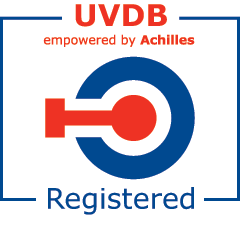 UVDB
empowered by Achilles
Registered